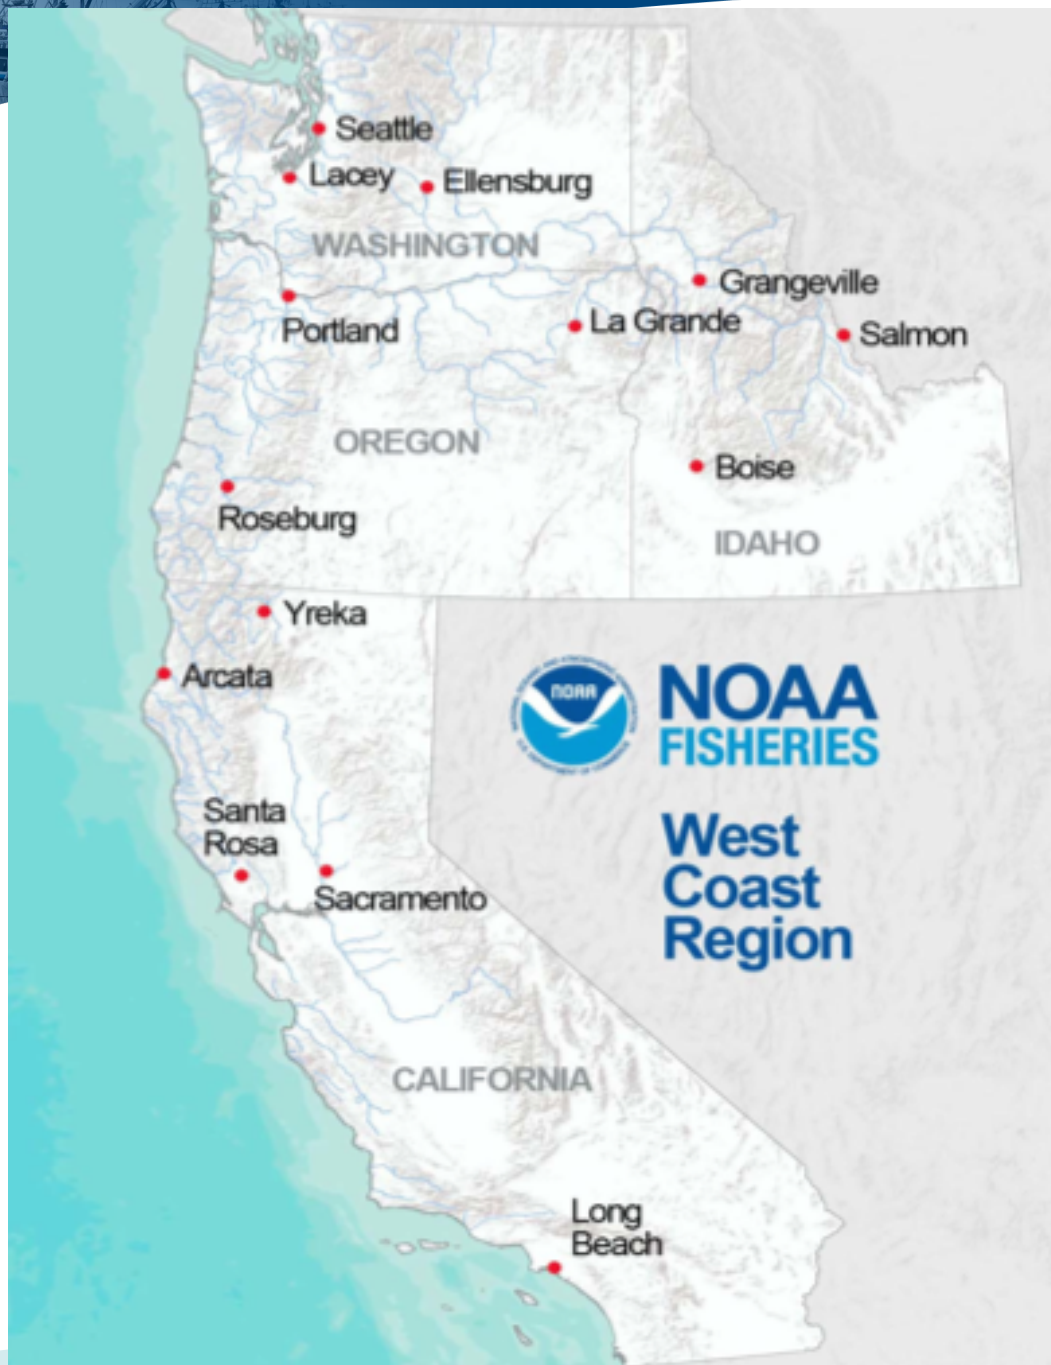 Seattle
Lacey
Ellensburg
WASHINGTON
Grangeville
La Grande
Salmon
Portland
OREGON
Boise
Roseburg
IDAHO
Yreka
Arcata
NOAA
NOAA
FISHERIES
Santa
Rosa
West
Coast
Region
Sacramento
CALIFORNIA
Long
Beach